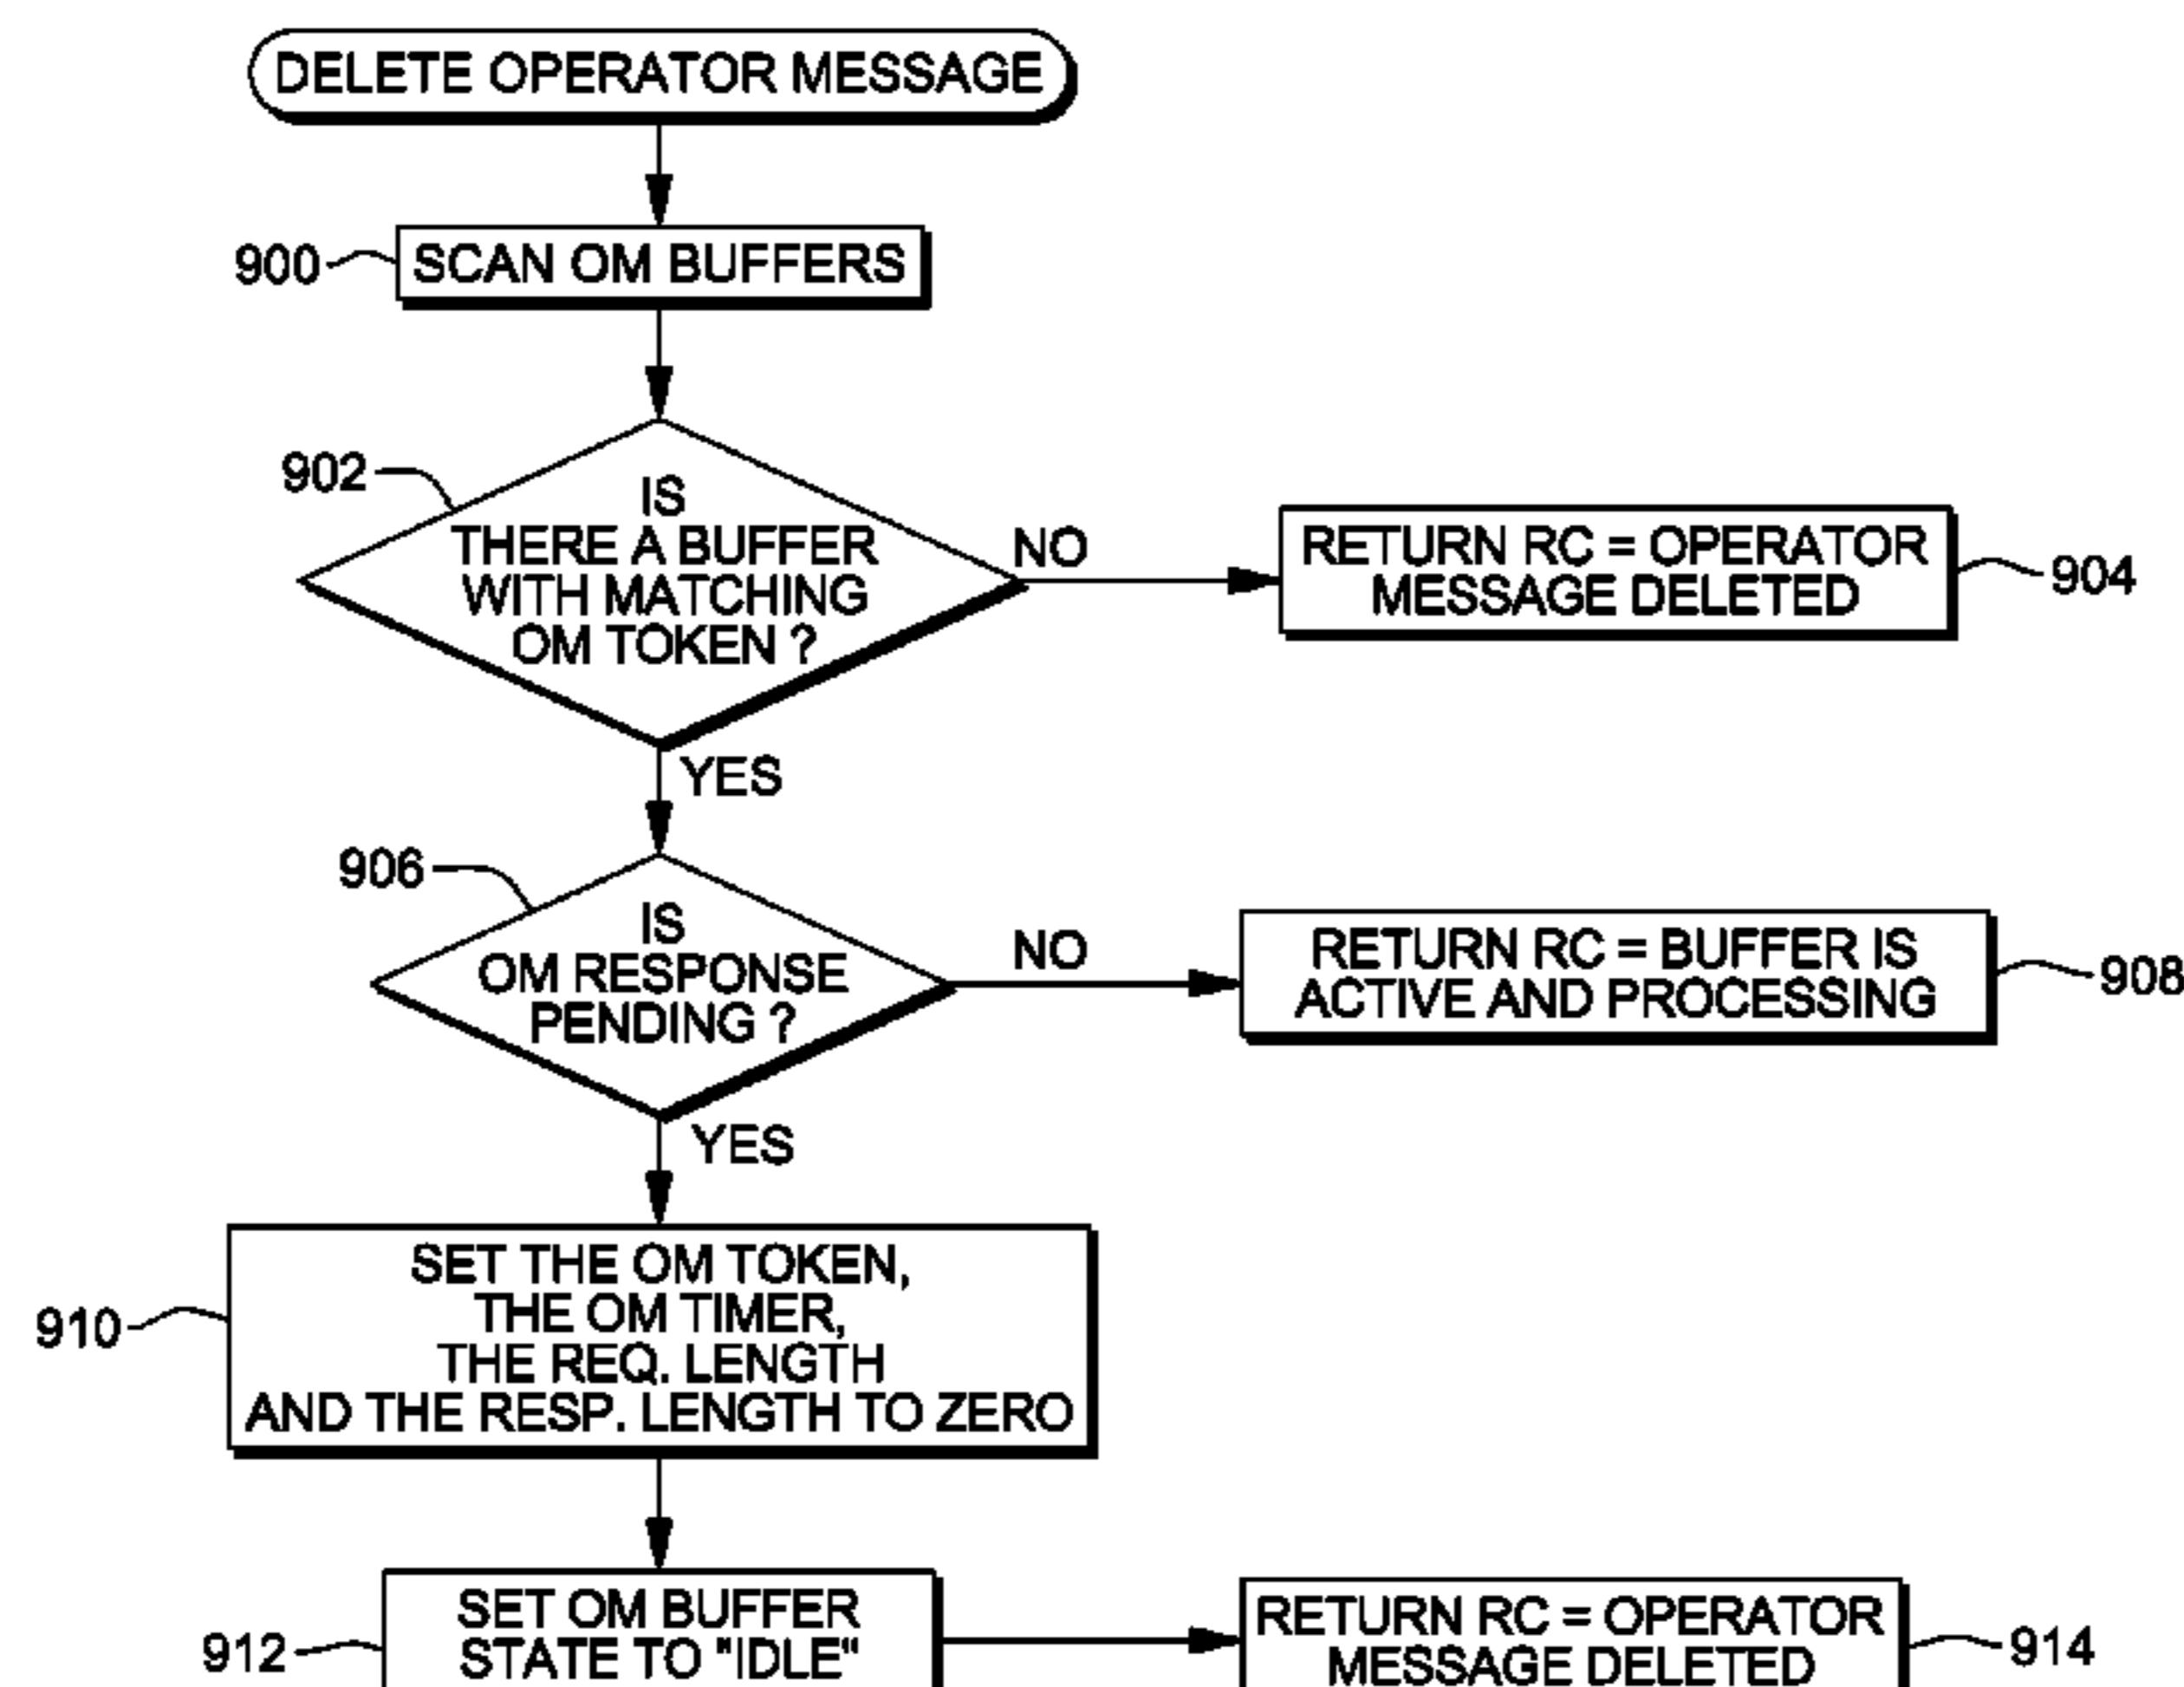 DELETE OPERATOR MESSAGE
900
SCAN OM BUFFERS
902
IS
THERE A BUFFER
WITH MATCHING
OM TOKEN ?
NO
RETURN RC = OPERATOR
MESSAGE DELETED
904
YES
906
IS
OM RESPONSE
PENDING ?
NO
RETURN RC = BUFFER IS
ACTIVE AND PROCESSING
908
YES
910
SET THE OM TOKEN,
THE OM TIMER,
THE REQ. LENGTH
AND THE RESP. LENGTH TO ZERO
912
SET OM BUFFER
STATE TO "IDLE"
RETURN RC = OPERATOR
MESSAGE DELETED
914